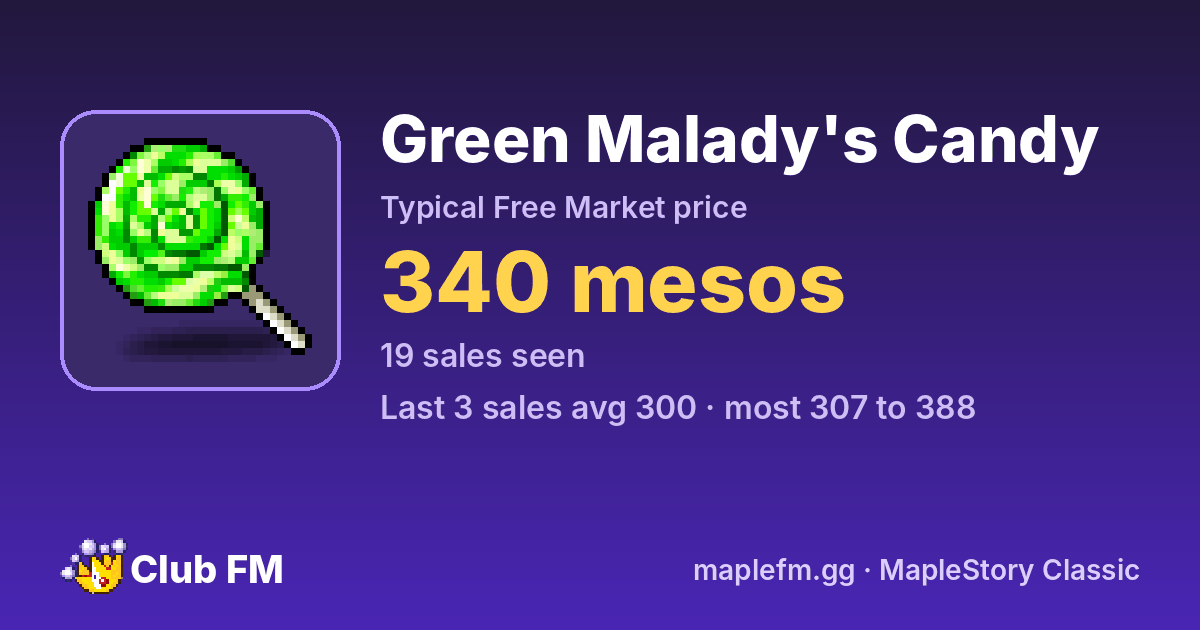 Green Malady's Candy
Typical Free Market price
340 mesos
19 sales seen
Last 3 sales avg 300 · most 307 to 388
Club FM
maplefm.gg · MapleStory Classic